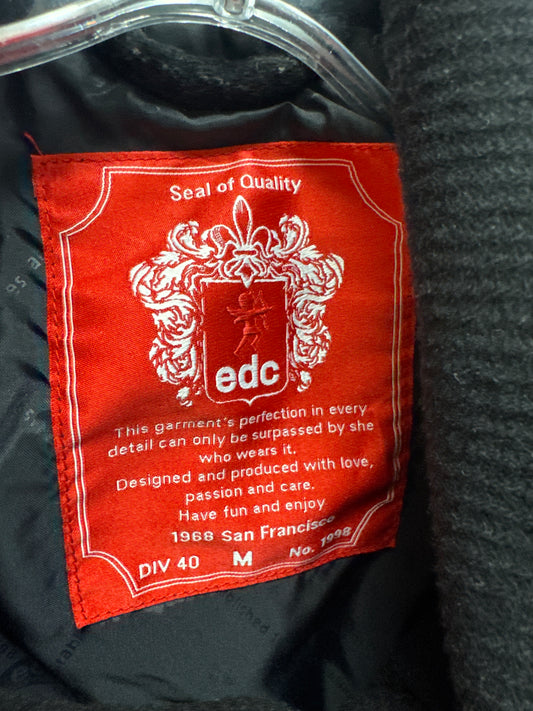 Seal of Quality
edc
This garment's perfection in every
detail can only be surpassed by she
who wears it.
Designed and produced with love,
passion and care.
Have fun and enjoy
1968 San Francisco
DIV 40 M No. 1998